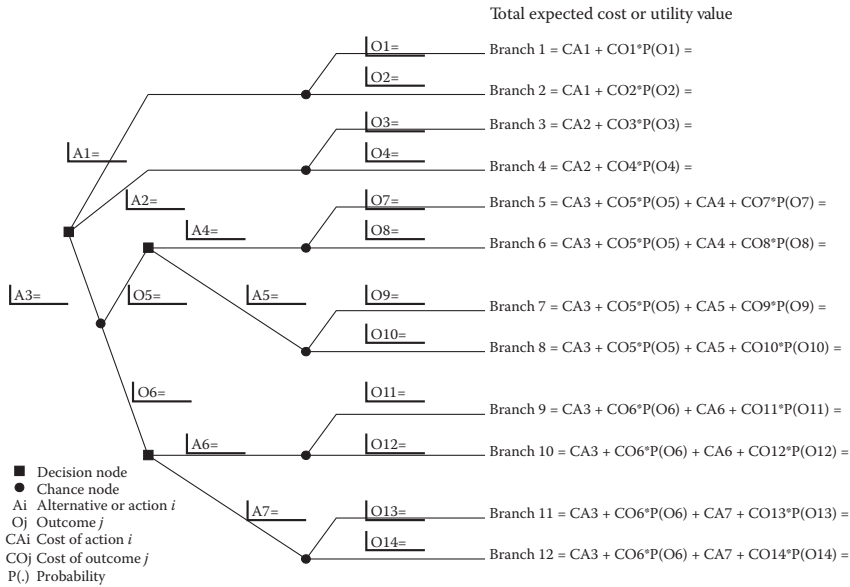 Total expected cost or utility value
O1=
Branch 1 = CA1 + CO1*P(O1) =
O2=
Branch 2 = CA1 + CO2*P(O2) =
O3=
Branch 3 = CA2 + CO3*P(O3) =
A1=
O4=
Branch 4 = CA2 + CO4*P(O4) =
A2=
O7=
Branch 5 = CA3 + CO5*P(O5) + CA4 + CO7*P(O7) =
A4=
O8=
Branch 6 = CA3 + CO5*P(O5) + CA4 + CO8*P(O8) =
A3=
O5=
A5=
O9=
Branch 7 = CA3 + CO5*P(O5) + CA5 + CO9*P(O9) =
O10=
Branch 8 = CA3 + CO5*P(O5) + CA5 + CO10*P(O10) =
O6=
O11=
Branch 9 = CA3 + CO6*P(O6) + CA6 + CO11*P(O11) =
A6=
O12=
Branch 10 = CA3 + CO6*P(O6) + CA6 + CO12*P(O12) =
A7=
O13=
Branch 11 = CA3 + CO6*P(O6) + CA7 + CO13*P(O13) =
O14=
Branch 12 = CA3 + CO6*P(O6) + CA7 + CO14*P(O14) =
Decision node
Chance node
Ai Alternative or action i
Oj Outcome j
CAi Cost of action i
COj Cost of outcome j
P(.) Probability